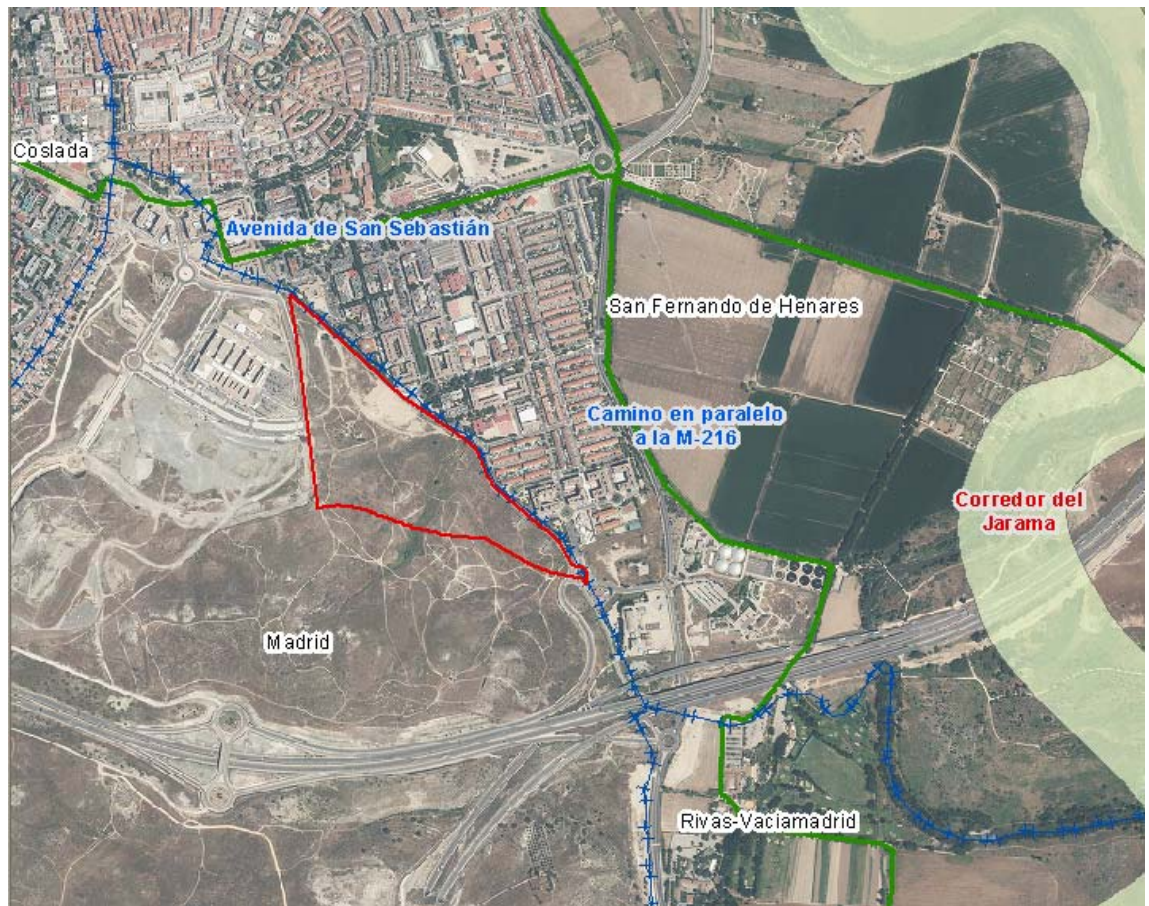 Coslada
Avenida de San Sebastián
San Fernando de Henares
Camino en paralelo
a la M-216
Corredor del
Jarama
Madrid
Rivas-Vaciamadrid